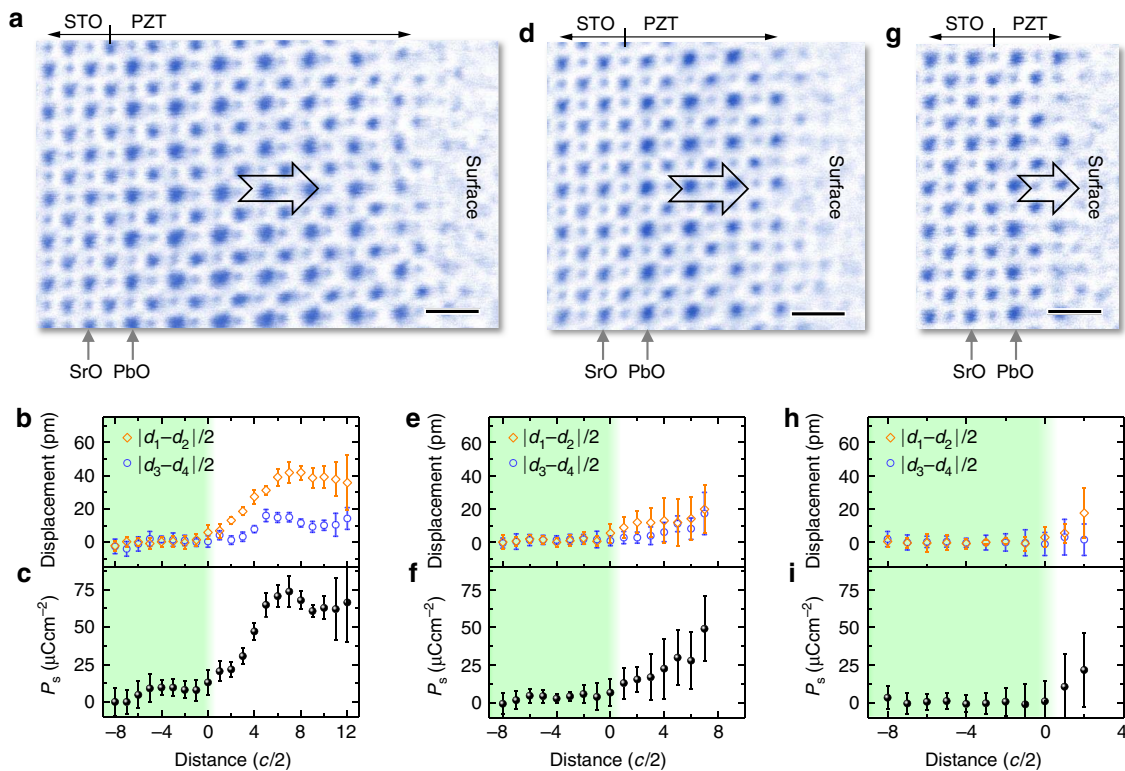 a
STO PZT
Surface
SrO PbO
d
STO PZT
Surface
SrO PbO
g
STO PZT
Surface
SrO PbO
b
Displacement (pm)
60
40
20
0
|d1–d2|/2
|d3–d4|/2
c
Ps (μCcm−2)
75
50
25
0
−8 −4 0 4 8 12
Distance (c/2)
e
Displacement (pm)
60
40
20
0
|d1–d2|/2
|d3–d4|/2
f
Ps (μCcm−2)
75
50
25
0
−8 −4 0 4 8
Distance (c/2)
h
Displacement (pm)
60
40
20
0
|d1–d2|/2
|d3–d4|/2
i
Ps (μCcm−2)
75
50
25
0
−8 −4 0 4
Distance (c/2)